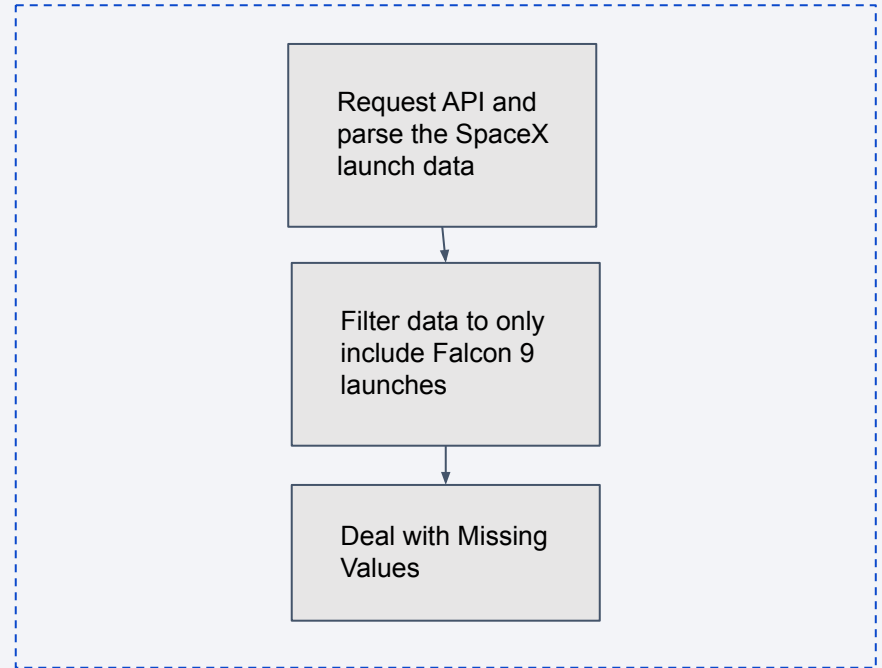 Request API and
parse the SpaceX
launch data
Filter data to only
include Falcon 9
launches
Deal with Missing
Values